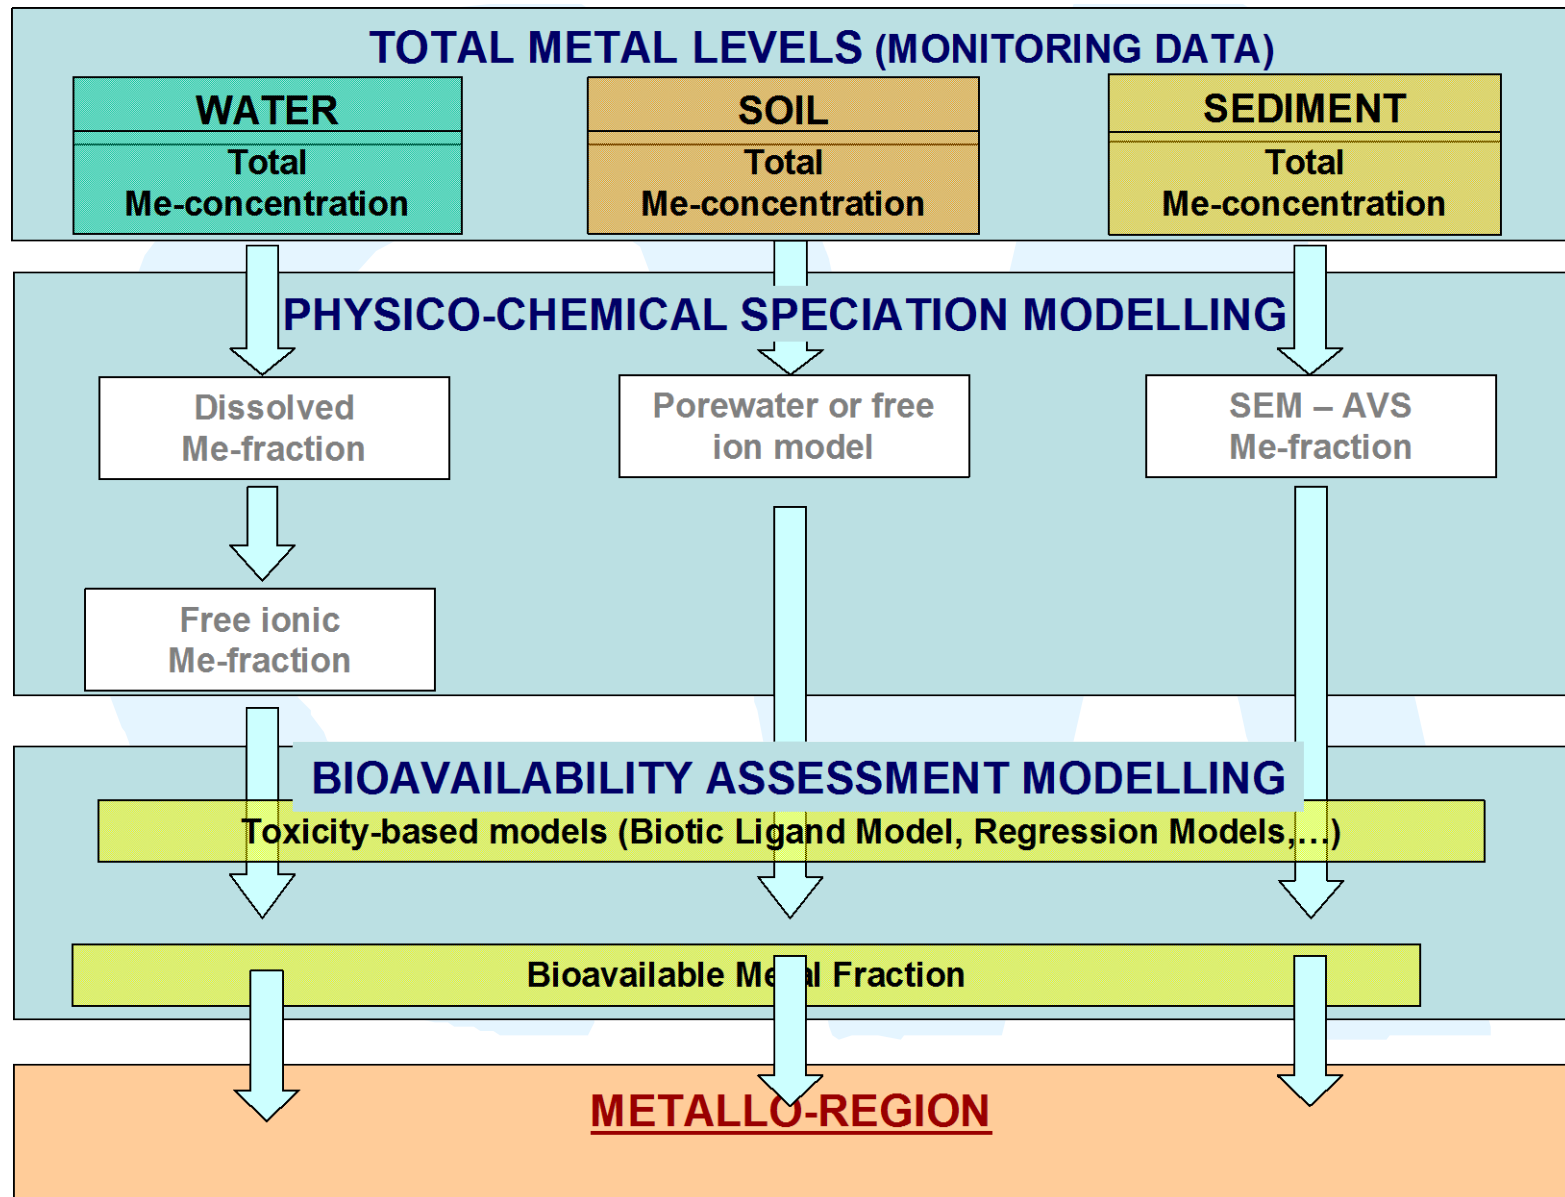 TOTAL METAL LEVELS (MONITORING DATA)
WATER
Total
Me-concentration
SOIL
Total
Me-concentration
SEDIMENT
Total
Me-concentration
PHYSICO-CHEMICAL SPECIATION MODELLING
Dissolved
Me-fraction
Porewater or free
ion model
SEM – AVS
Me-fraction
Free ionic
Me-fraction
BIOAVAILABILITY ASSESSMENT MODELLING
Toxicity-based models (Biotic Ligand Model, Regression Models,…)
Bioavailable Metal Fraction
METALLO-REGION